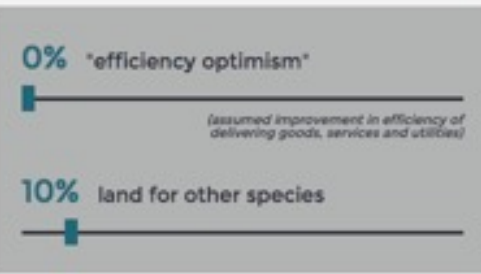 0% "efficiency optimism"
(assumed improvement in efficiency of
delivering goods, services and utilities)
10% land for other species